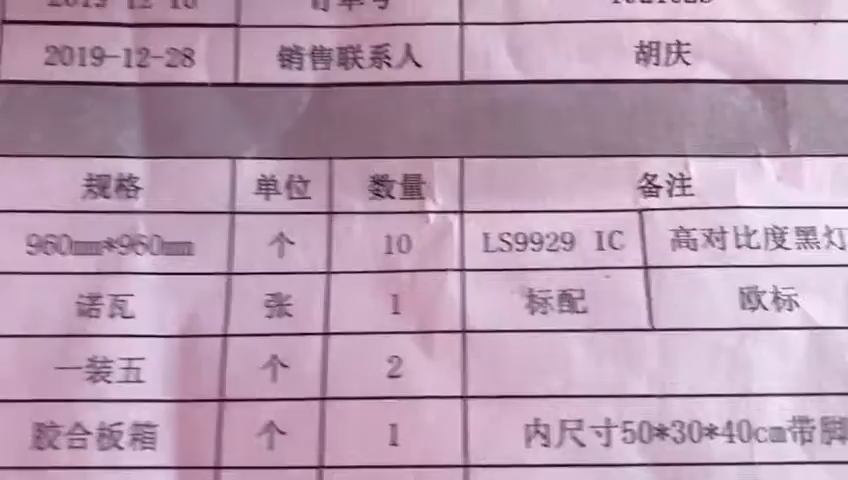 2019-12-28 销售联系人 胡庆
规格 单位 数量 备注
960mm*960mm 个 10 LS9929 IC 高对比度黑灯
诺瓦 张 1 标配 欧标
一装五 个 2
胶合板箱 个 1 内尺寸50*30*40cm带脚